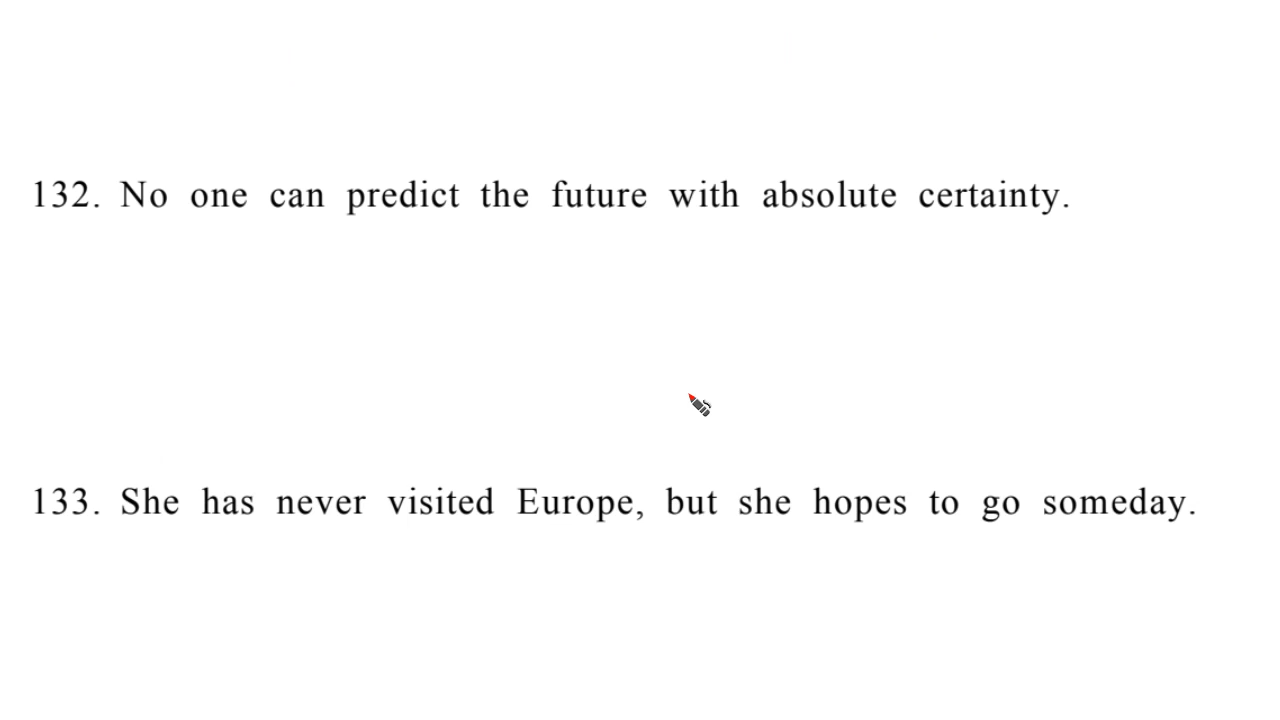 132. No one can predict the future with absolute certainty.
133. She has never visited Europe, but she hopes to go someday.